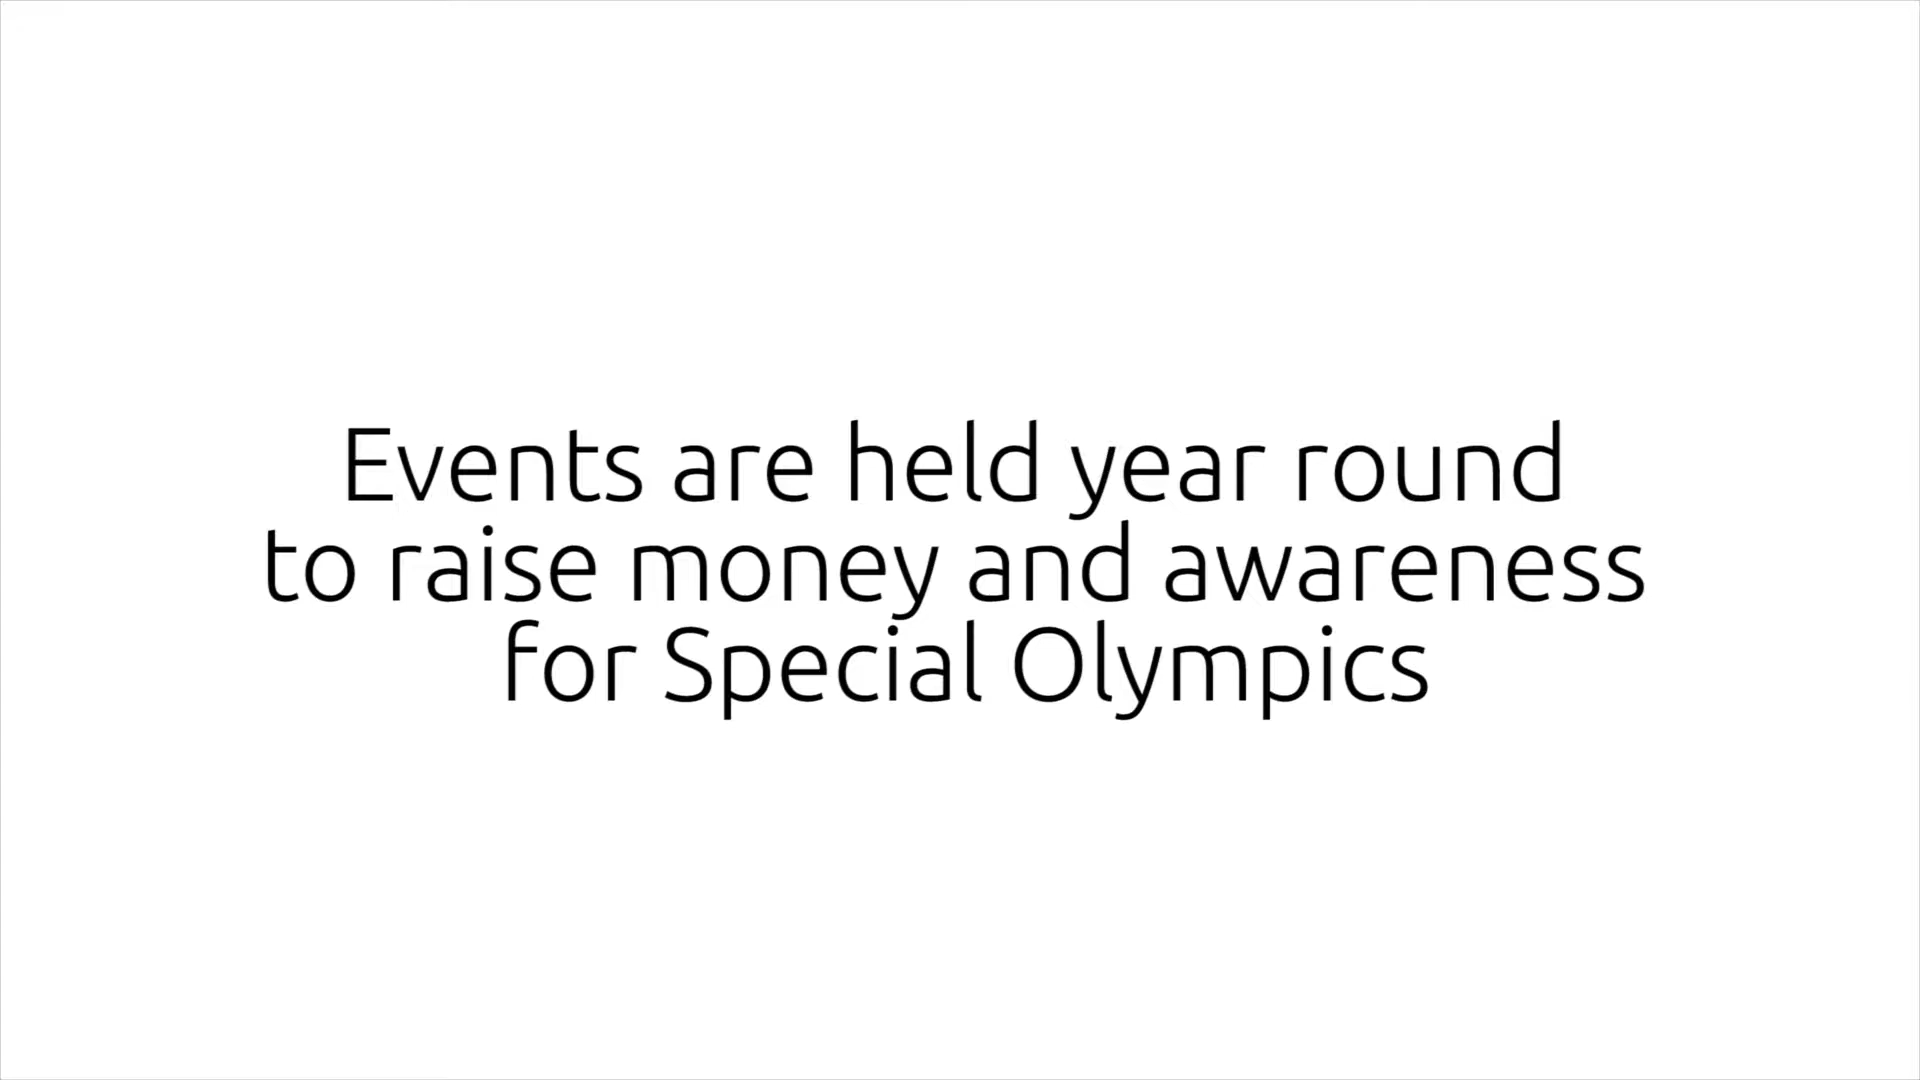 Events are held year round
to raise money and awareness
for Special Olympics